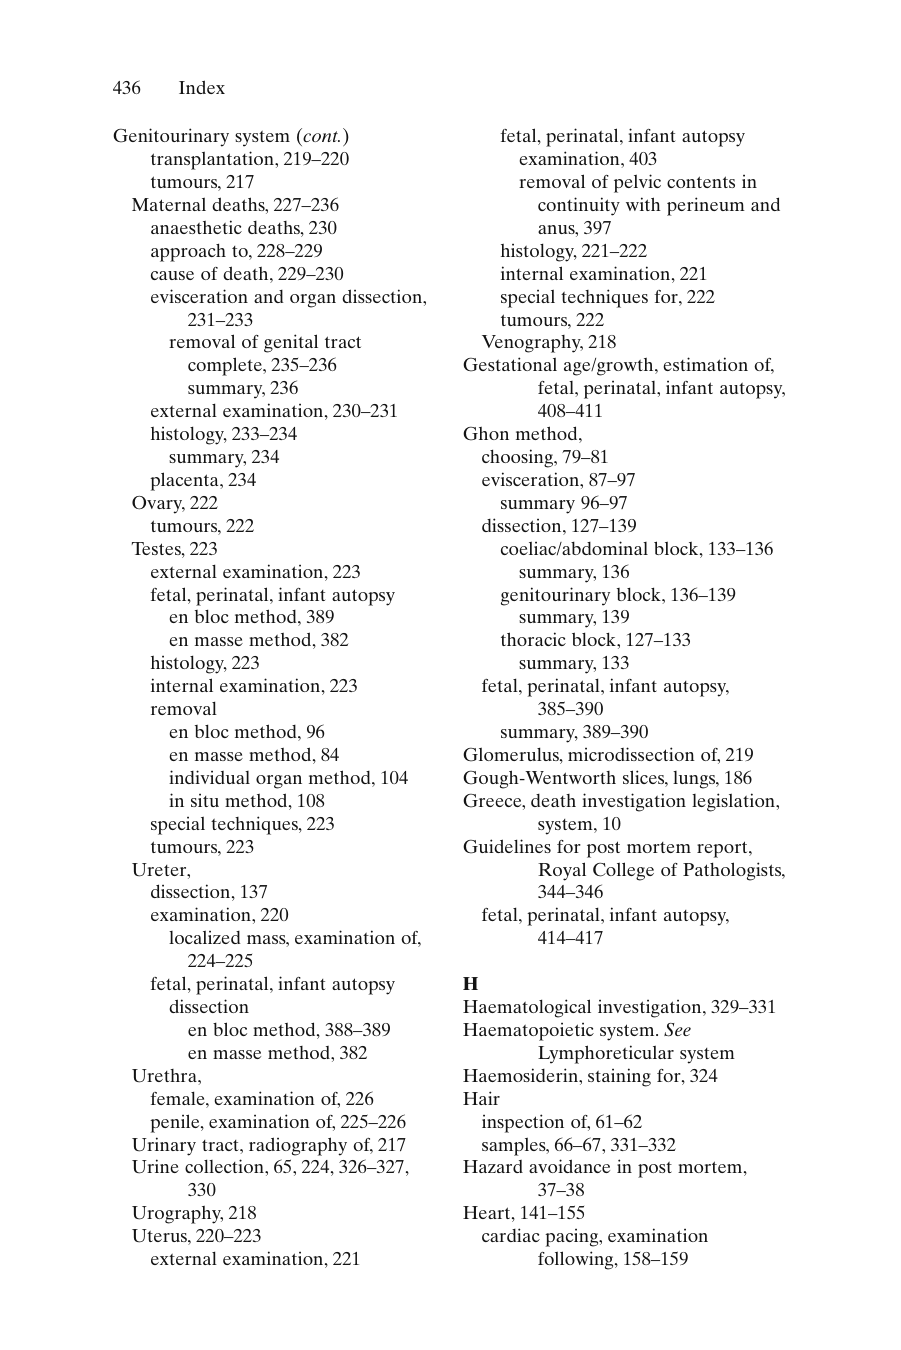 436 Index
Genitourinary system (cont.)
transplantation, 219–220
tumours, 217
Maternal deaths, 227–236
anaesthetic deaths, 230
approach to, 228–229
cause of death, 229–230
evisceration and organ dissection,
231–233
removal of genital tract
complete, 235–236
summary, 236
external examination, 230–231
histology, 233–234
summary, 234
placenta, 234
Ovary, 222
tumours, 222
Testes, 223
external examination, 223
fetal, perinatal, infant autopsy
en bloc method, 389
en masse method, 382
histology, 223
internal examination, 223
removal
en bloc method, 96
en masse method, 84
individual organ method, 104
in situ method, 108
special techniques, 223
tumours, 223
Ureter,
dissection, 137
examination, 220
localized mass, examination of,
224–225
fetal, perinatal, infant autopsy
dissection
en bloc method, 388–389
en masse method, 382
Urethra,
female, examination of, 226
penile, examination of, 225–226
Urinary tract, radiography of, 217
Urine collection, 65, 224, 326–327,
330
Urography, 218
Uterus, 220–223
external examination, 221
fetal, perinatal, infant autopsy
examination, 403
removal of pelvic contents in
continuity with perineum and
anus, 397
histology, 221–222
internal examination, 221
special techniques for, 222
tumours, 222
Venography, 218
Gestational age/growth, estimation of,
fetal, perinatal, infant autopsy,
408–411
Ghon method,
choosing, 79–81
evisceration, 87–97
summary 96–97
dissection, 127–139
coeliac/abdominal block, 133–136
summary, 136
genitourinary block, 136–139
summary, 139
thoracic block, 127–133
summary, 133
fetal, perinatal, infant autopsy,
385–390
summary, 389–390
Glomerulus, microdissection of, 219
Gough-Wentworth slices, lungs, 186
Greece, death investigation legislation,
system, 10
Guidelines for post mortem report,
Royal College of Pathologists,
344–346
fetal, perinatal, infant autopsy,
414–417
H
Haematological investigation, 329–331
Haematopoietic system. See
Lymphoreticular system
Haemosiderin, staining for, 324
Hair
inspection of, 61–62
samples, 66–67, 331–332
Hazard avoidance in post mortem,
37–38
Heart, 141–155
cardiac pacing, examination
following, 158–159